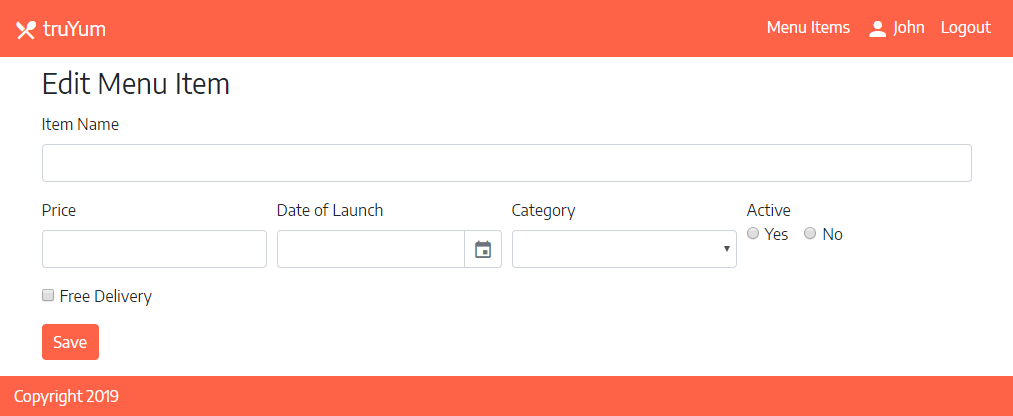 truYum Menu Items John Logout
Edit Menu Item
Item Name
Price Date of Launch Category Active
Yes No
Free Delivery
Save
Copyright 2019